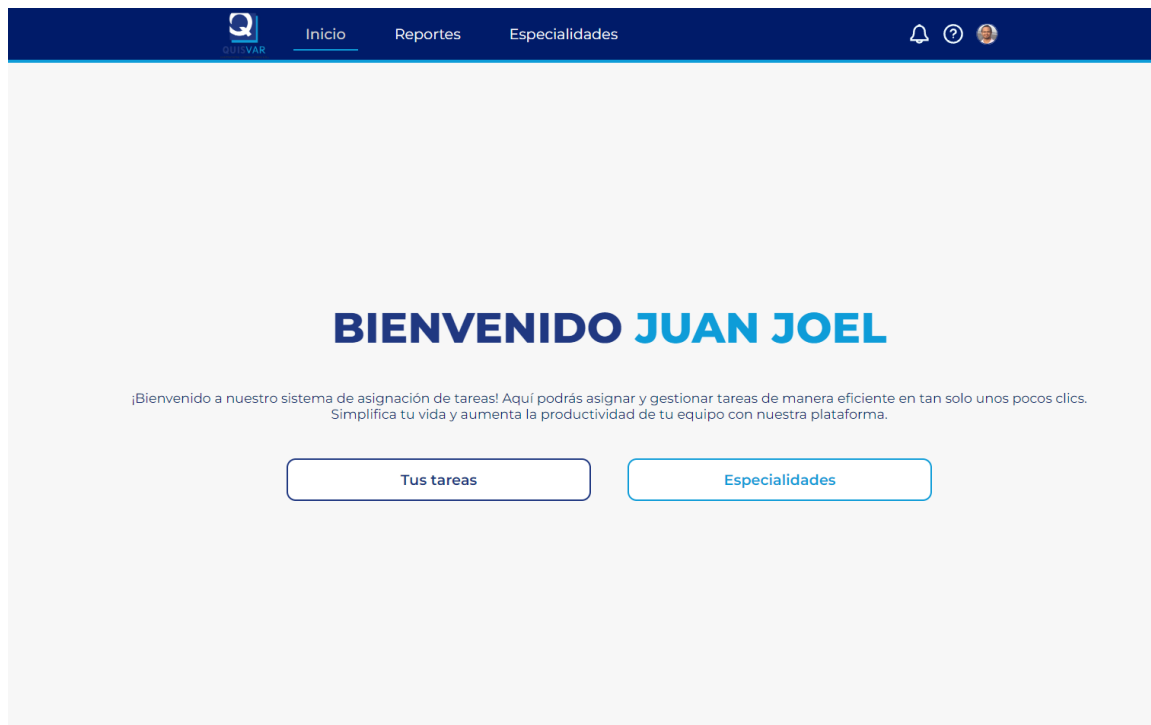 QUISVAR
Inicio
Reportes
Especialidades
BIENVENIDO JUAN JOEL
¡Bienvenido a nuestro sistema de asignación de tareas! Aquí podrás asignar y gestionar tareas de manera eficiente en tan solo unos pocos clics.
Simplifica tu vida y aumenta la productividad de tu equipo con nuestra plataforma.
Tus tareas
Especialidades